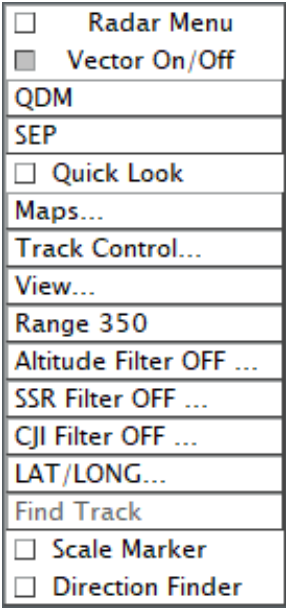 Radar Menu
Vector On/Off
QDM
SEP
Quick Look
Maps...
Track Control...
View...
Range 350
Altitude Filter OFF ...
SSR Filter OFF ...
CJI Filter OFF ...
LAT/LONG...
Find Track
Scale Marker
Direction Finder